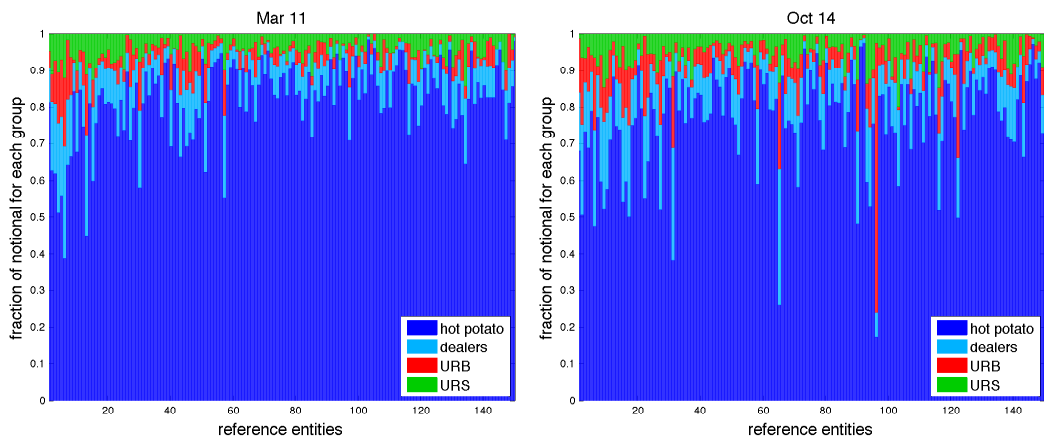 Mar 11
fraction of notional for each group
1
0.9
0.8
0.7
0.6
0.5
0.4
0.3
0.2
0.1
0
hot potato
dealers
URB
URS
20
40
60
80
100
120
140
reference entities
Oct 14
fraction of notional for each group
1
0.9
0.8
0.7
0.6
0.5
0.4
0.3
0.2
0.1
0
hot potato
dealers
URB
URS
20
40
60
80
100
120
140
reference entities